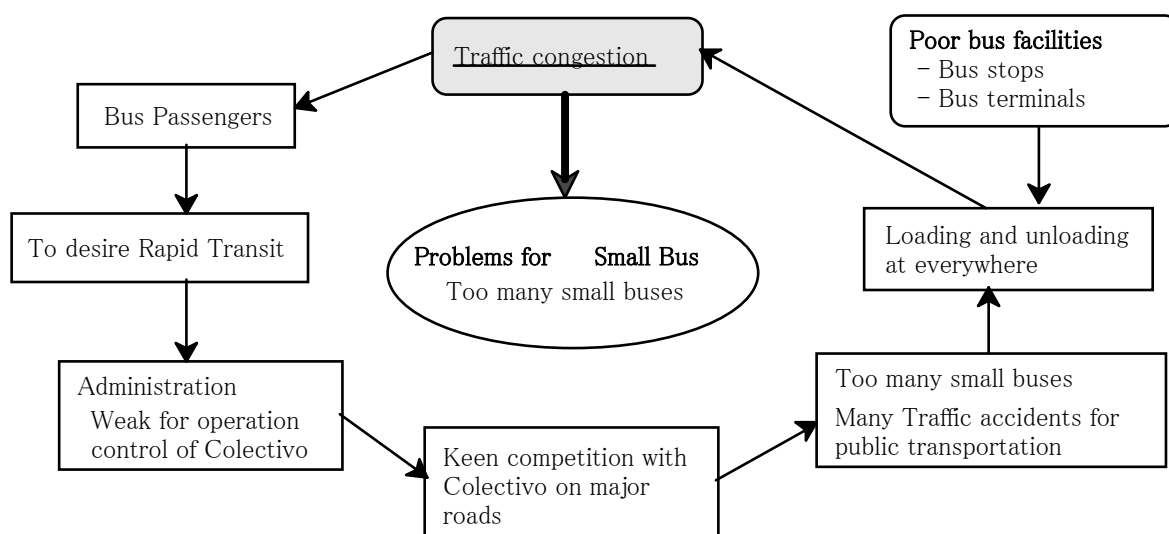 Traffic congestion
Poor bus facilities
- Bus stops
- Bus terminals
Bus Passengers
To desire Rapid Transit
Problems for Small Bus
Too many small buses
Loading and unloading
at everywhere
Administration
Weak for operation
control of Colectivo
Keen competition with
Colectivo on major
roads
Too many small buses
Many Traffic accidents for
public transportation